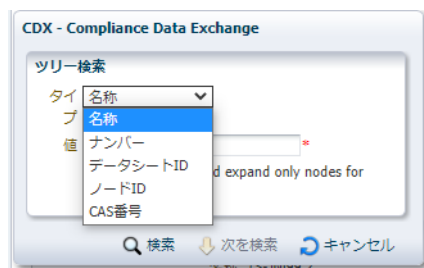 CDX - Compliance Data Exchange
ツリー検索
タイプ 名称
名称
ナンバー
データシートID
ノードID
CAS番号
値 *
d expand only nodes for
検索 次を検索 キャンセル